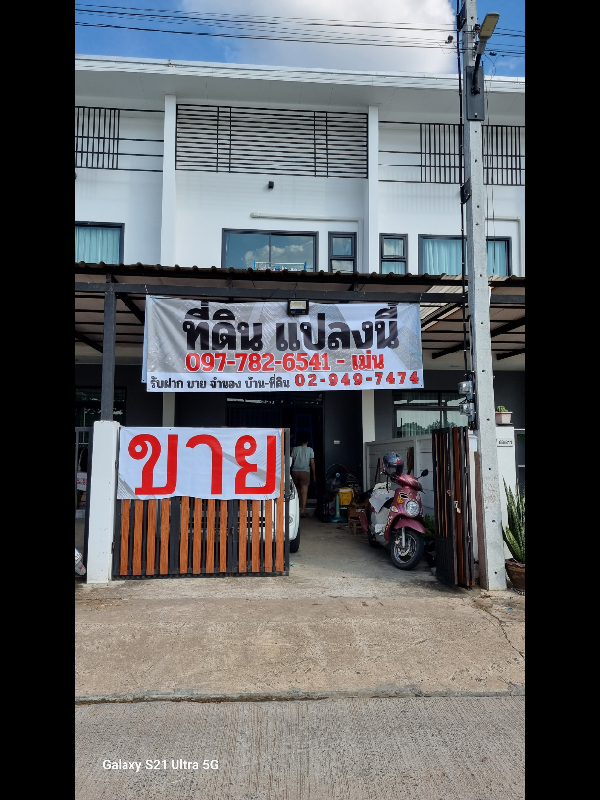 ที่ดิน แปลงนี้
097-782-6541 - เม่น
รับฝาก ขาย จำนอง บ้าน-ที่ดิน 02-949-7474
ขาย
Galaxy S21 Ultra 5G